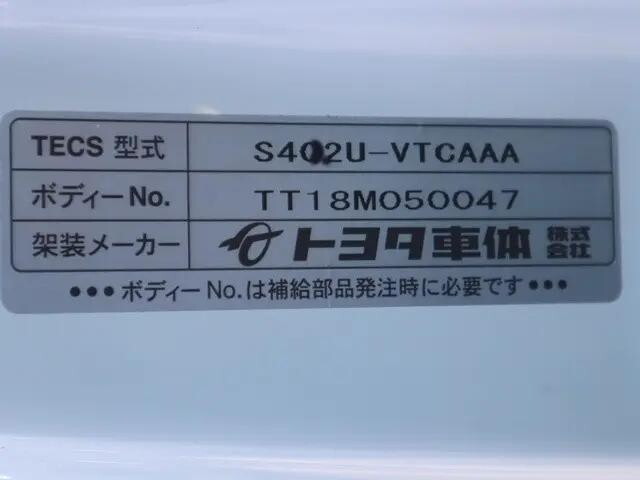 TECS 型式 S402U-VTCAAA
ボディーNo. TT18M050047
架装メーカー トヨタ車体 株式会社
●●●ボディーNo.は補給部品発注時に必要です●●●